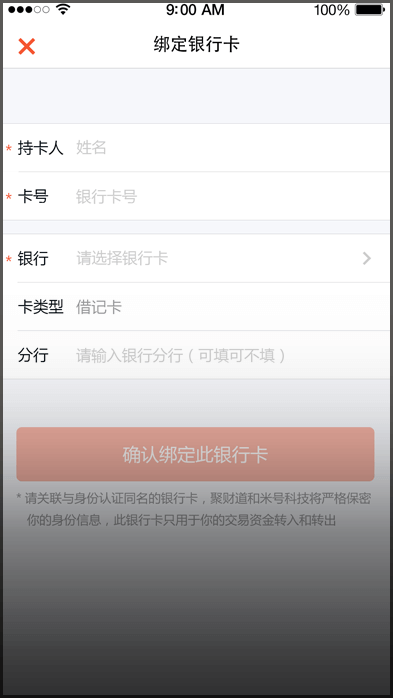 9:00 AM 100%
绑定银行卡
* 持卡人 姓名
* 卡号 银行卡号
* 银行 请选择银行卡
卡类型 借记卡
分行 请输入银行分行（可填可不填）
确认绑定此银行卡
* 请关联与身份认证同名的银行卡，聚财道和米号科技将严格保密
你的身份信息，此银行卡只用于你的交易资金转入和转出